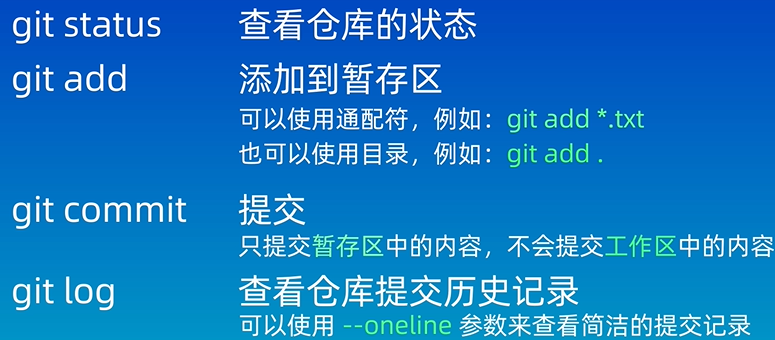 git status 查看仓库的状态
git add 添加到暂存区
可以使用通配符，例如：git add *.txt
也可以使用目录，例如：git add .
git commit 提交
只提交暂存区中的内容，不会提交工作区中的内容
git log 查看仓库提交历史记录
可以使用 --oneline 参数来查看简洁的提交记录